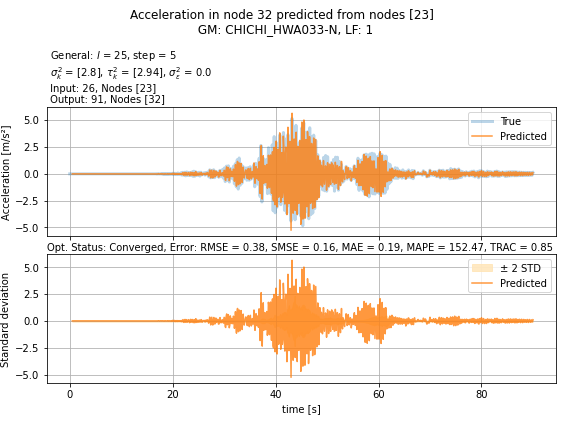 Acceleration in node 32 predicted from nodes [23]
GM: CHICHI_HWA033-N, LF: 1
General: l = 25, step = 5
σ²ₖ = [2.8], τ²ₖ = [2.94], σ²ε = 0.0
Input: 26, Nodes [23]
Output: 91, Nodes [32]
Acceleration [m/s²]
5.0
2.5
0.0
−2.5
−5.0
True
Predicted
Opt. Status: Converged, Error: RMSE = 0.38, SMSE = 0.16, MAE = 0.19, MAPE = 152.47, TRAC = 0.85
Standard deviation
5.0
2.5
0.0
−2.5
−5.0
± 2 STD
Predicted
0 20 40 60 80
time [s]